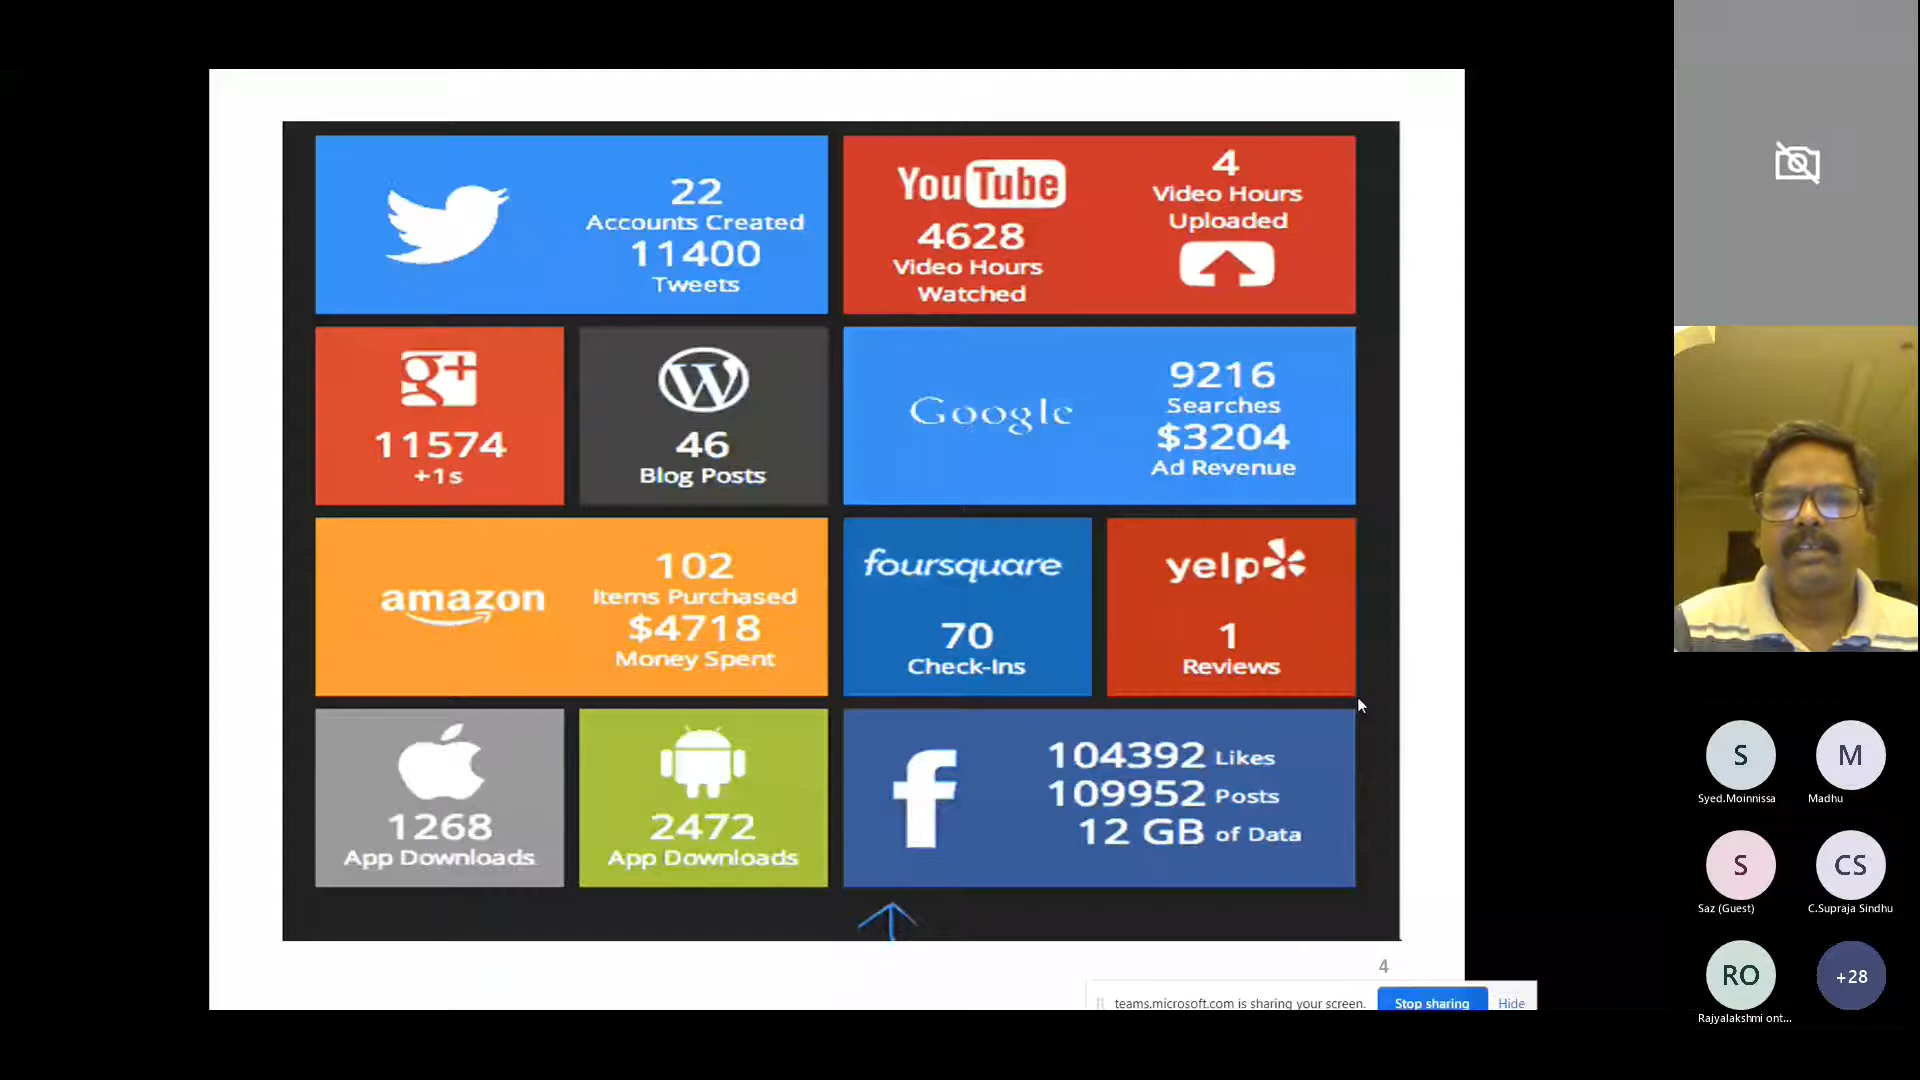 22
Accounts Created
11400
Tweets
YouTube
4628
Video Hours
Watched
4
Video Hours
Uploaded
g+
11574
+1s
W
46
Blog Posts
Google
9216
Searches
$3204
Ad Revenue
amazon
102
Items Purchased
$4718
Money Spent
foursquare
70
Check-Ins
yelp
1
Reviews
1268
App Downloads
2472
App Downloads
f
104392 Likes
109952 Posts
12 GB of Data
4
teams.microsoft.com is sharing your screen.
Stop sharing
Hide
S
Syed.Moinnissa
M
Madhu
S
Saz (Guest)
CS
C.Supraja Sindhu
RO
Rajyalakshmi ont...
+28